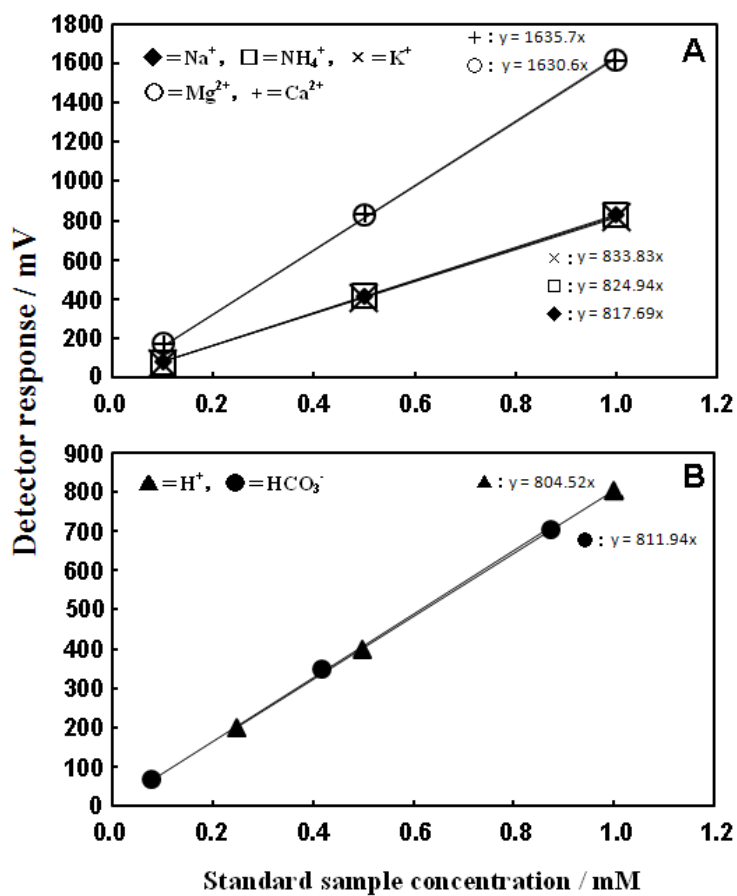 1800
1600
1400
1200
1000
800
600
400
200
0
0.0 0.2 0.4 0.6 0.8 1.0 1.2
◆=Na⁺, □=NH₄⁺, ×=K⁺
○=Mg²⁺, +=Ca²⁺
+ : y = 1635.7x
○ : y = 1630.6x
A
× : y = 833.83x
□ : y = 824.94x
◆ : y = 817.69x
Detector response / mV
900
800
700
600
500
400
300
200
100
0
0.0 0.2 0.4 0.6 0.8 1.0 1.2
▲=H⁺, ●=HCO₃⁻
▲ : y = 804.52x
B
● : y = 811.94x
Standard sample concentration / mM